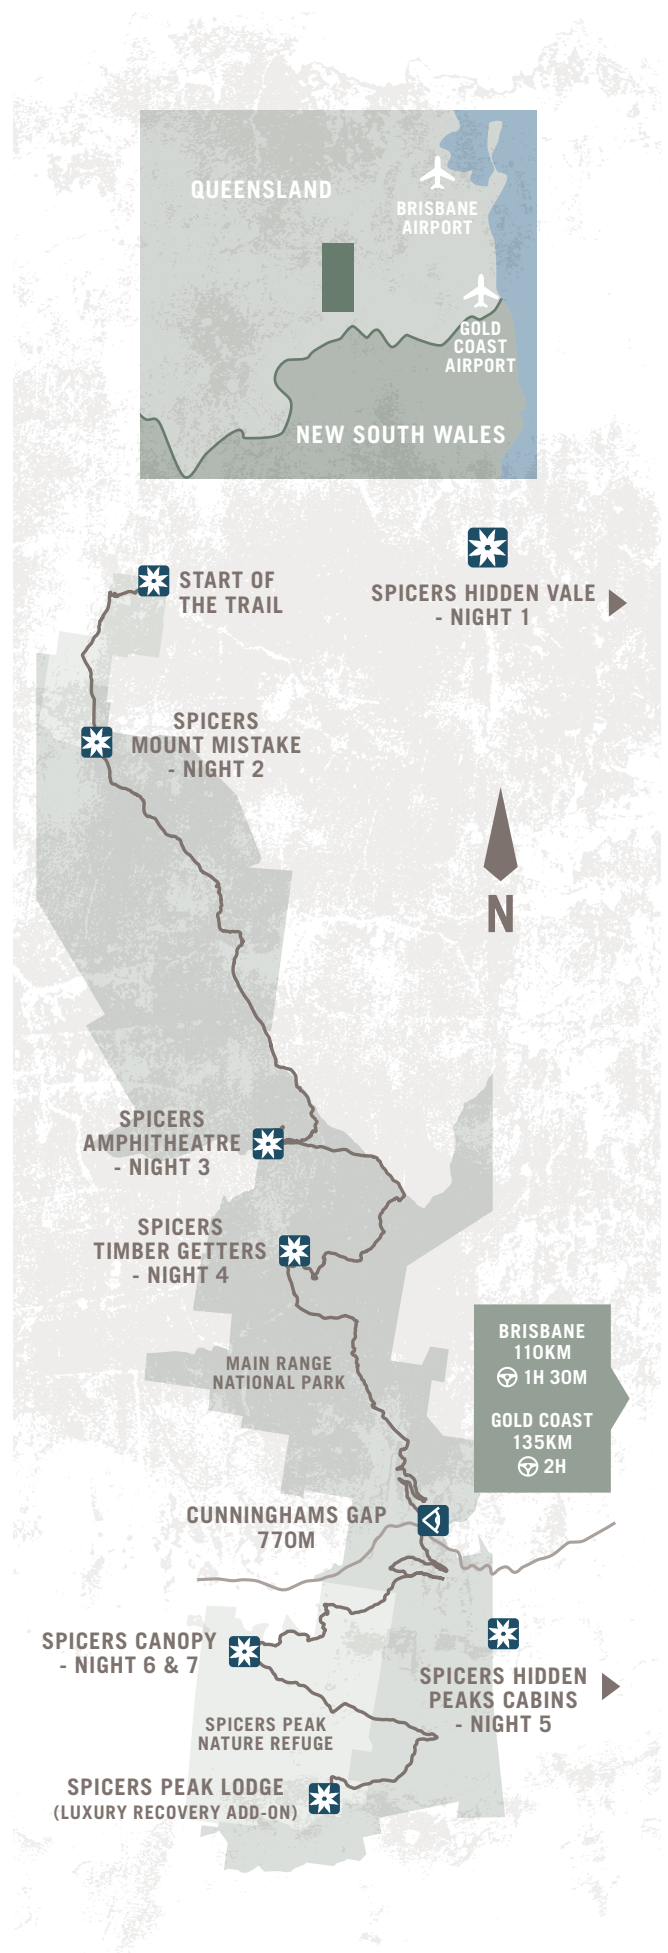 QUEENSLAND
BRISBANE
AIRPORT
GOLD
COAST
AIRPORT
NEW SOUTH WALES
START OF
THE TRAIL
SPICERS HIDDEN VALE
- NIGHT 1
SPICERS
MOUNT MISTAKE
- NIGHT 2
N
SPICERS
AMPHITHEATRE
- NIGHT 3
SPICERS
TIMBER GETTERS
- NIGHT 4
MAIN RANGE
NATIONAL PARK
BRISBANE
110KM
1H 30M
GOLD COAST
135KM
2H
CUNNINGHAMS GAP
770M
SPICERS CANOPY
- NIGHT 6 & 7
SPICERS HIDDEN
PEAKS CABINS
- NIGHT 5
SPICERS PEAK
NATURE REFUGE
SPICERS PEAK LODGE
(LUXURY RECOVERY ADD-ON)